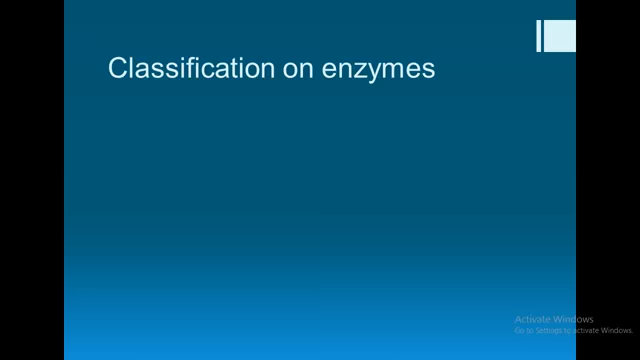 Classification on enzymes
Activate Windows
Go to Settings to activate Windows.